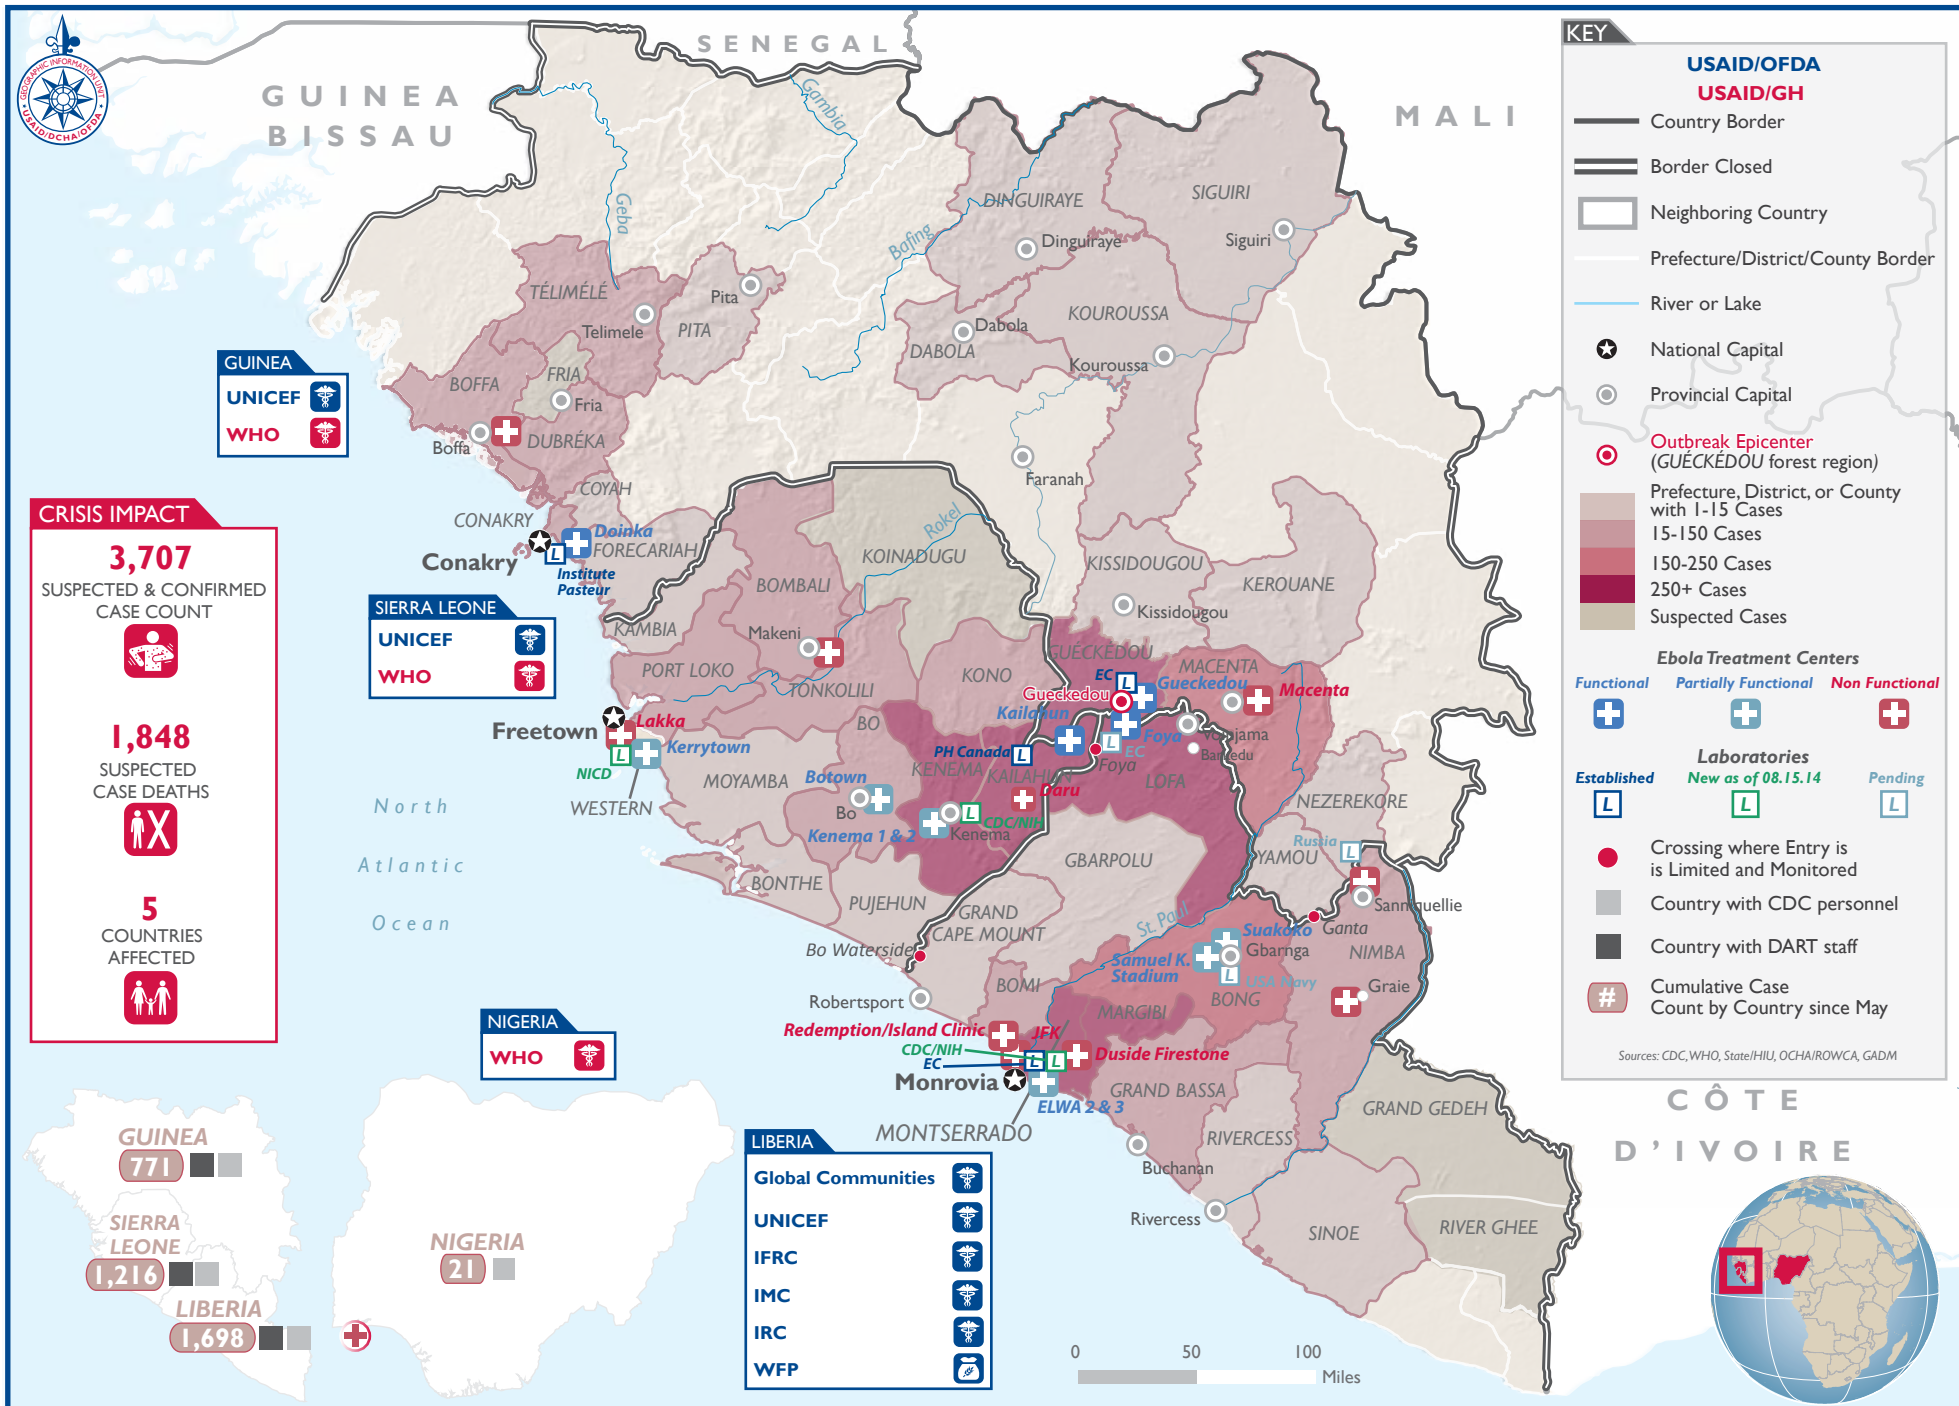 GEOGRAPHIC INFORMATION UNIT
USAID/DCHA/OFDA
SENEGAL
GUINEA
BISSAU
MALI
Gambia
Geba
Bafing
DINGUIRAYE
Dinguiraye
SIGUIRI
Siguiri
TÉLIMÉLÉ
Telimele
Pita
PITA
KOUROUSSA
Dabola
DABOLA
Kouroussa
BOFFA
FRIA
Fria
Boffa
DUBRÉKA
COYAH
CONAKRY
Conakry
Doinka
FORECARIAH
L
Institute
Pasteur
Faranah
Rokel
KOINADUGU
BOMBALI
KISSIDOUGOU
KEROUANE
Kissidougou
KAMBIA
Makeni
PORT LOKO
TONKOLILI
KONO
GUÉCKÉDOU
MACENTA
EC
L
Gueckedou
Gueckedou
Macenta
Kailahun
Foya
Voinjama
Barkedu
L
EC
Foya
LOFA
PH Canada
L
Freetown
Lakka
L
NICD
Kerrytown
WESTERN
MOYAMBA
BO
Botown
Bo
KENEMA
KAILAHUN
Daru
Kenema 1 & 2
Kenema
L
CDC/NIH
NEZEREKORE
Russia
L
YAMOU
GBARPOLU
BONTHE
PUJEHUN
GRAND
CAPE MOUNT
Bo Waterside
Robertsport
BOMI
St. Paul
Sanniquellie
Ganta
NIMBA
Suakoko
Gbarnga
Samuel K.
Stadium
L
USA Navy
BONG
Graie
MARGIBI
Redemption/Island Clinic
JFK
CDC/NIH
EC
L
L
Duside Firestone
Monrovia
ELWA 2 & 3
MONTSERRADO
GRAND BASSA
Buchanan
RIVERCESS
Rivercess
GRAND GEDEH
SINOE
RIVER GHEE
CÔTE
D'IVOIRE
North
Atlantic
Ocean
GUINEA
UNICEF
WHO
SIERRA LEONE
UNICEF
WHO
NIGERIA
WHO
LIBERIA
Global Communities
UNICEF
IFRC
IMC
IRC
WFP
CRISIS IMPACT
3,707
SUSPECTED & CONFIRMED
CASE COUNT
1,848
SUSPECTED
CASE DEATHS
5
COUNTRIES
AFFECTED
GUINEA
771
SIERRA
LEONE
1,216
LIBERIA
1,698
NIGERIA
21
0 50 100
Miles
KEY
USAID/OFDA
USAID/GH
Country Border
Border Closed
Neighboring Country
Prefecture/District/County Border
River or Lake
National Capital
Provincial Capital
Outbreak Epicenter
(GUÉCKÉDOU forest region)
Prefecture, District, or County
with 1-15 Cases
15-150 Cases
150-250 Cases
250+ Cases
Suspected Cases
Ebola Treatment Centers
Functional Partially Functional Non Functional
Laboratories
Established New as of 08.15.14 Pending
L L L
Crossing where Entry is
is Limited and Monitored
Country with CDC personnel
Country with DART staff
# Cumulative Case
Count by Country since May
Sources: CDC, WHO, State/HIU, OCHA/ROWCA, GADM